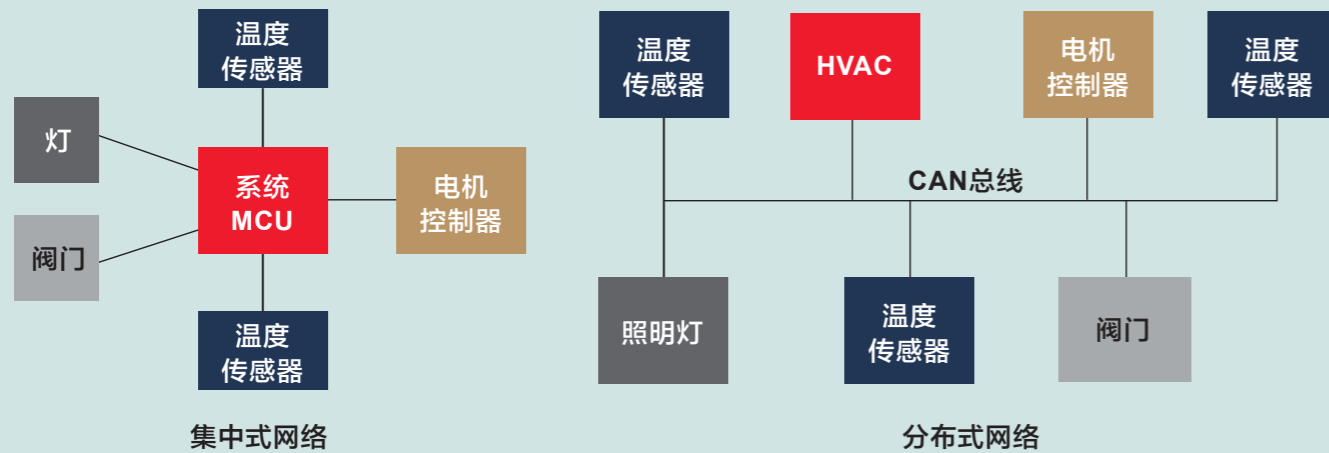 温度
传感器
灯
系统
MCU
电机
控制器
阀门
温度
传感器
集中式网络
温度
传感器
HVAC
电机
控制器
温度
传感器
CAN总线
照明灯
温度
传感器
阀门
分布式网络